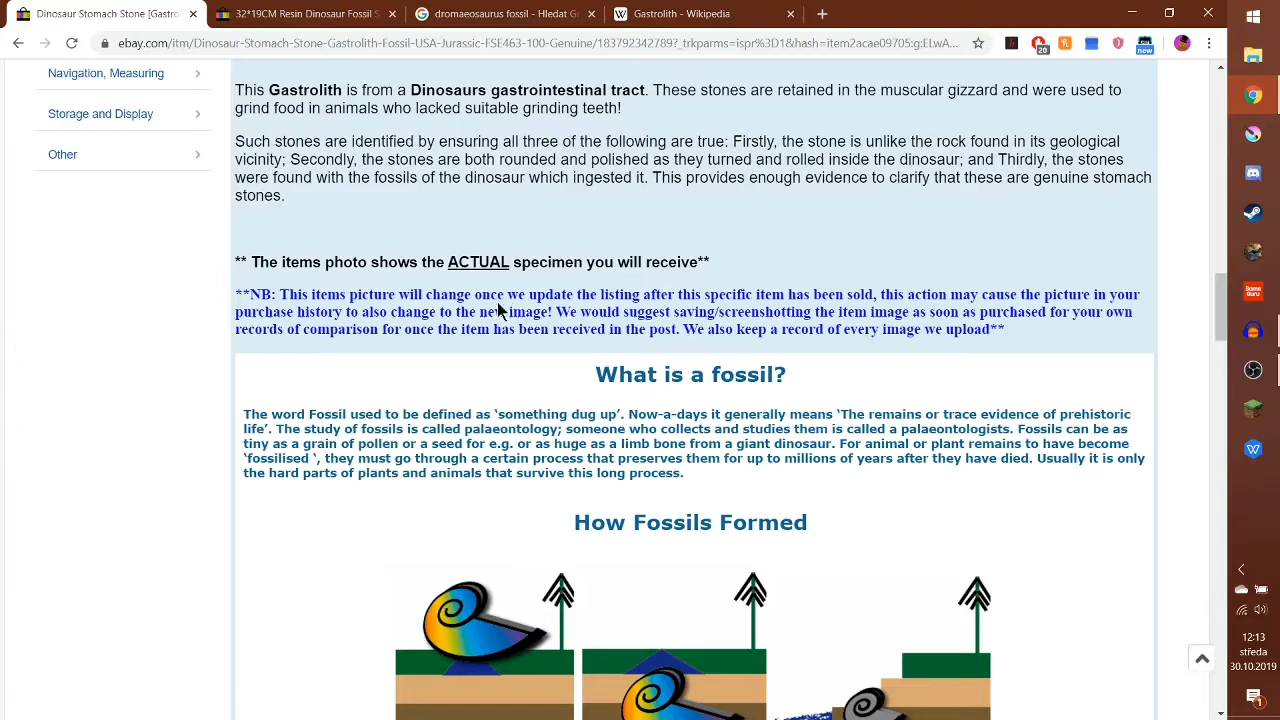 Dinosaur Stomach Stone [Gastrol
32*19CM Resin Dinosaur Fossil S
dromaeosaurus fossil - Hledat G
Gastrolith - Wikipedia
ebay.com/itm/Dinosaur-Stomach-Stone-Gas
20
new
Navigation, Measuring
Storage and Display
Other
This Gastrolith is from a Dinosaurs gastrointestinal tract. These stones are retained in the muscular gizzard and were used to
grind food in animals who lacked suitable grinding teeth!
Such stones are identified by ensuring all three of the following are true: Firstly, the stone is unlike the rock found in its geological
vicinity; Secondly, the stones are both rounded and polished as they turned and rolled inside the dinosaur; and Thirdly, the stones
were found with the fossils of the dinosaur which ingested it. This provides enough evidence to clarify that these are genuine stomach
stones.
** The items photo shows the ACTUAL specimen you will receive**
**NB: This items picture will change once we update the listing after this specific item has been sold, this action may cause the picture in your
purchase history to also change to the new image! We would suggest saving/screenshotting the item image as soon as purchased for your own
records of comparison for once the item has been received in the post. We also keep a record of every image we upload**
What is a fossil?
The word Fossil used to be defined as ‘something dug up’. Now-a-days it generally means ‘The remains or trace evidence of prehistoric
life’. The study of fossils is called palaeontology; someone who collects and studies them is called a palaeontologists. Fossils can be as
tiny as a grain of pollen or a seed for e.g. or as huge as a limb bone from a giant dinosaur. For animal or plant remains to have become
‘fossilised ‘, they must go through a certain process that preserves them for up to millions of years after they have died. Usually it is only
the hard parts of plants and animals that survive this long process.
How Fossils Formed
12:13
středa
30.10.2019
1